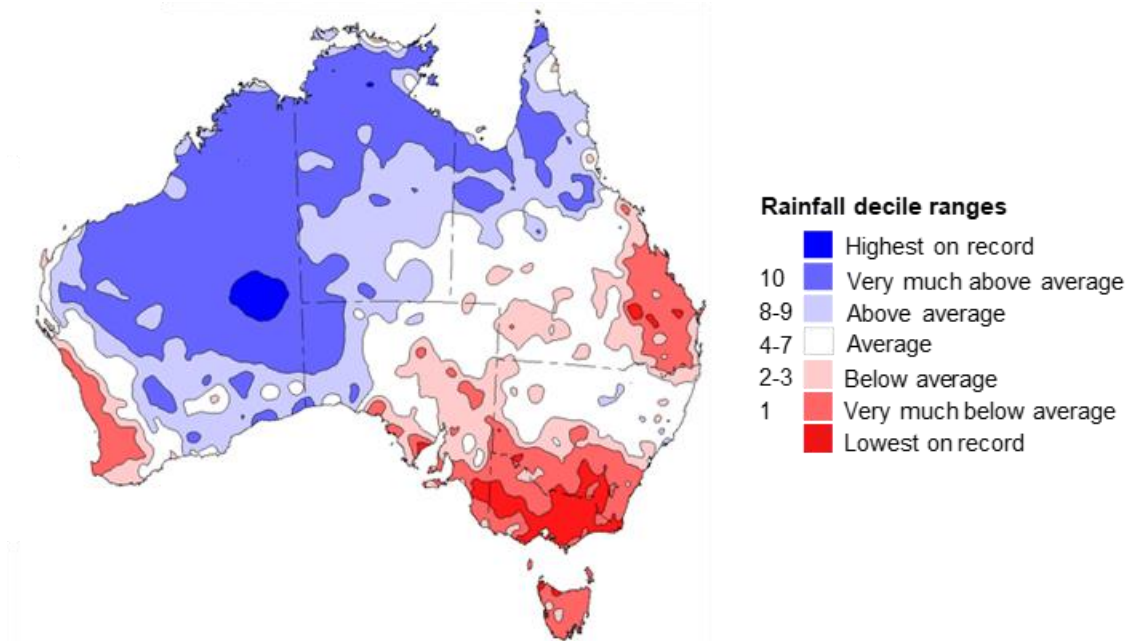 Rainfall decile ranges
Highest on record
10 Very much above average
8-9 Above average
4-7 Average
2-3 Below average
1 Very much below average
Lowest on record